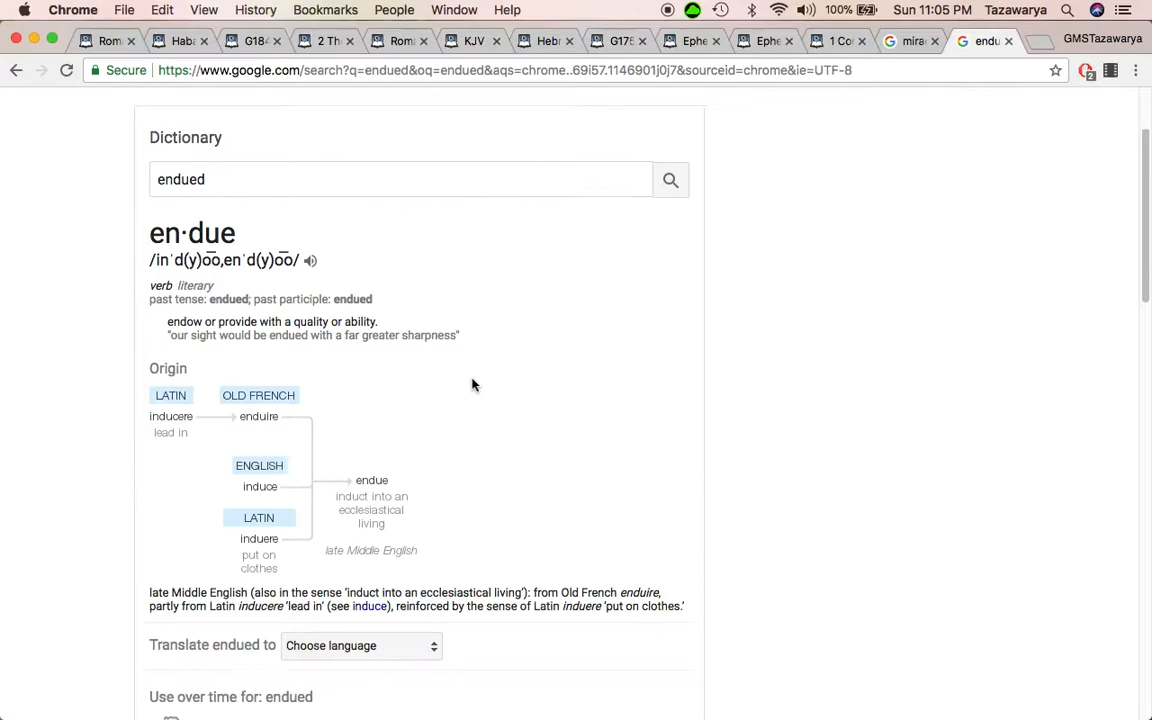 Chrome File Edit View History Bookmarks People Window Help 100% Sun 11:05 PM Tazawarya
Rom Haba G184 2 Th Rom KJV Hebr G175 Ephe Ephe 1 Co mira endu GMSTazawarya
Secure https://www.google.com/search?q=endued&oq=endued&aqs=chrome..69i57.1146901j0j7&sourceid=chrome&ie=UTF-8 2
Dictionary
endued
en·due
/inˈd(y)o͞o,enˈd(y)o͞o/
verb literary
past tense: endued; past participle: endued
endow or provide with a quality or ability.
"our sight would be endued with a far greater sharpness"
Origin
LATIN OLD FRENCH
inducere enduire
lead in
ENGLISH
induce
endue
induct into an
ecclesiastical
living
LATIN
induere
late Middle English
put on
clothes
late Middle English (also in the sense ‘induct into an ecclesiastical living’): from Old French enduire,
partly from Latin inducere ‘lead in’ (see induce), reinforced by the sense of Latin induere ‘put on clothes.’
Translate endued to Choose language
Use over time for: endued